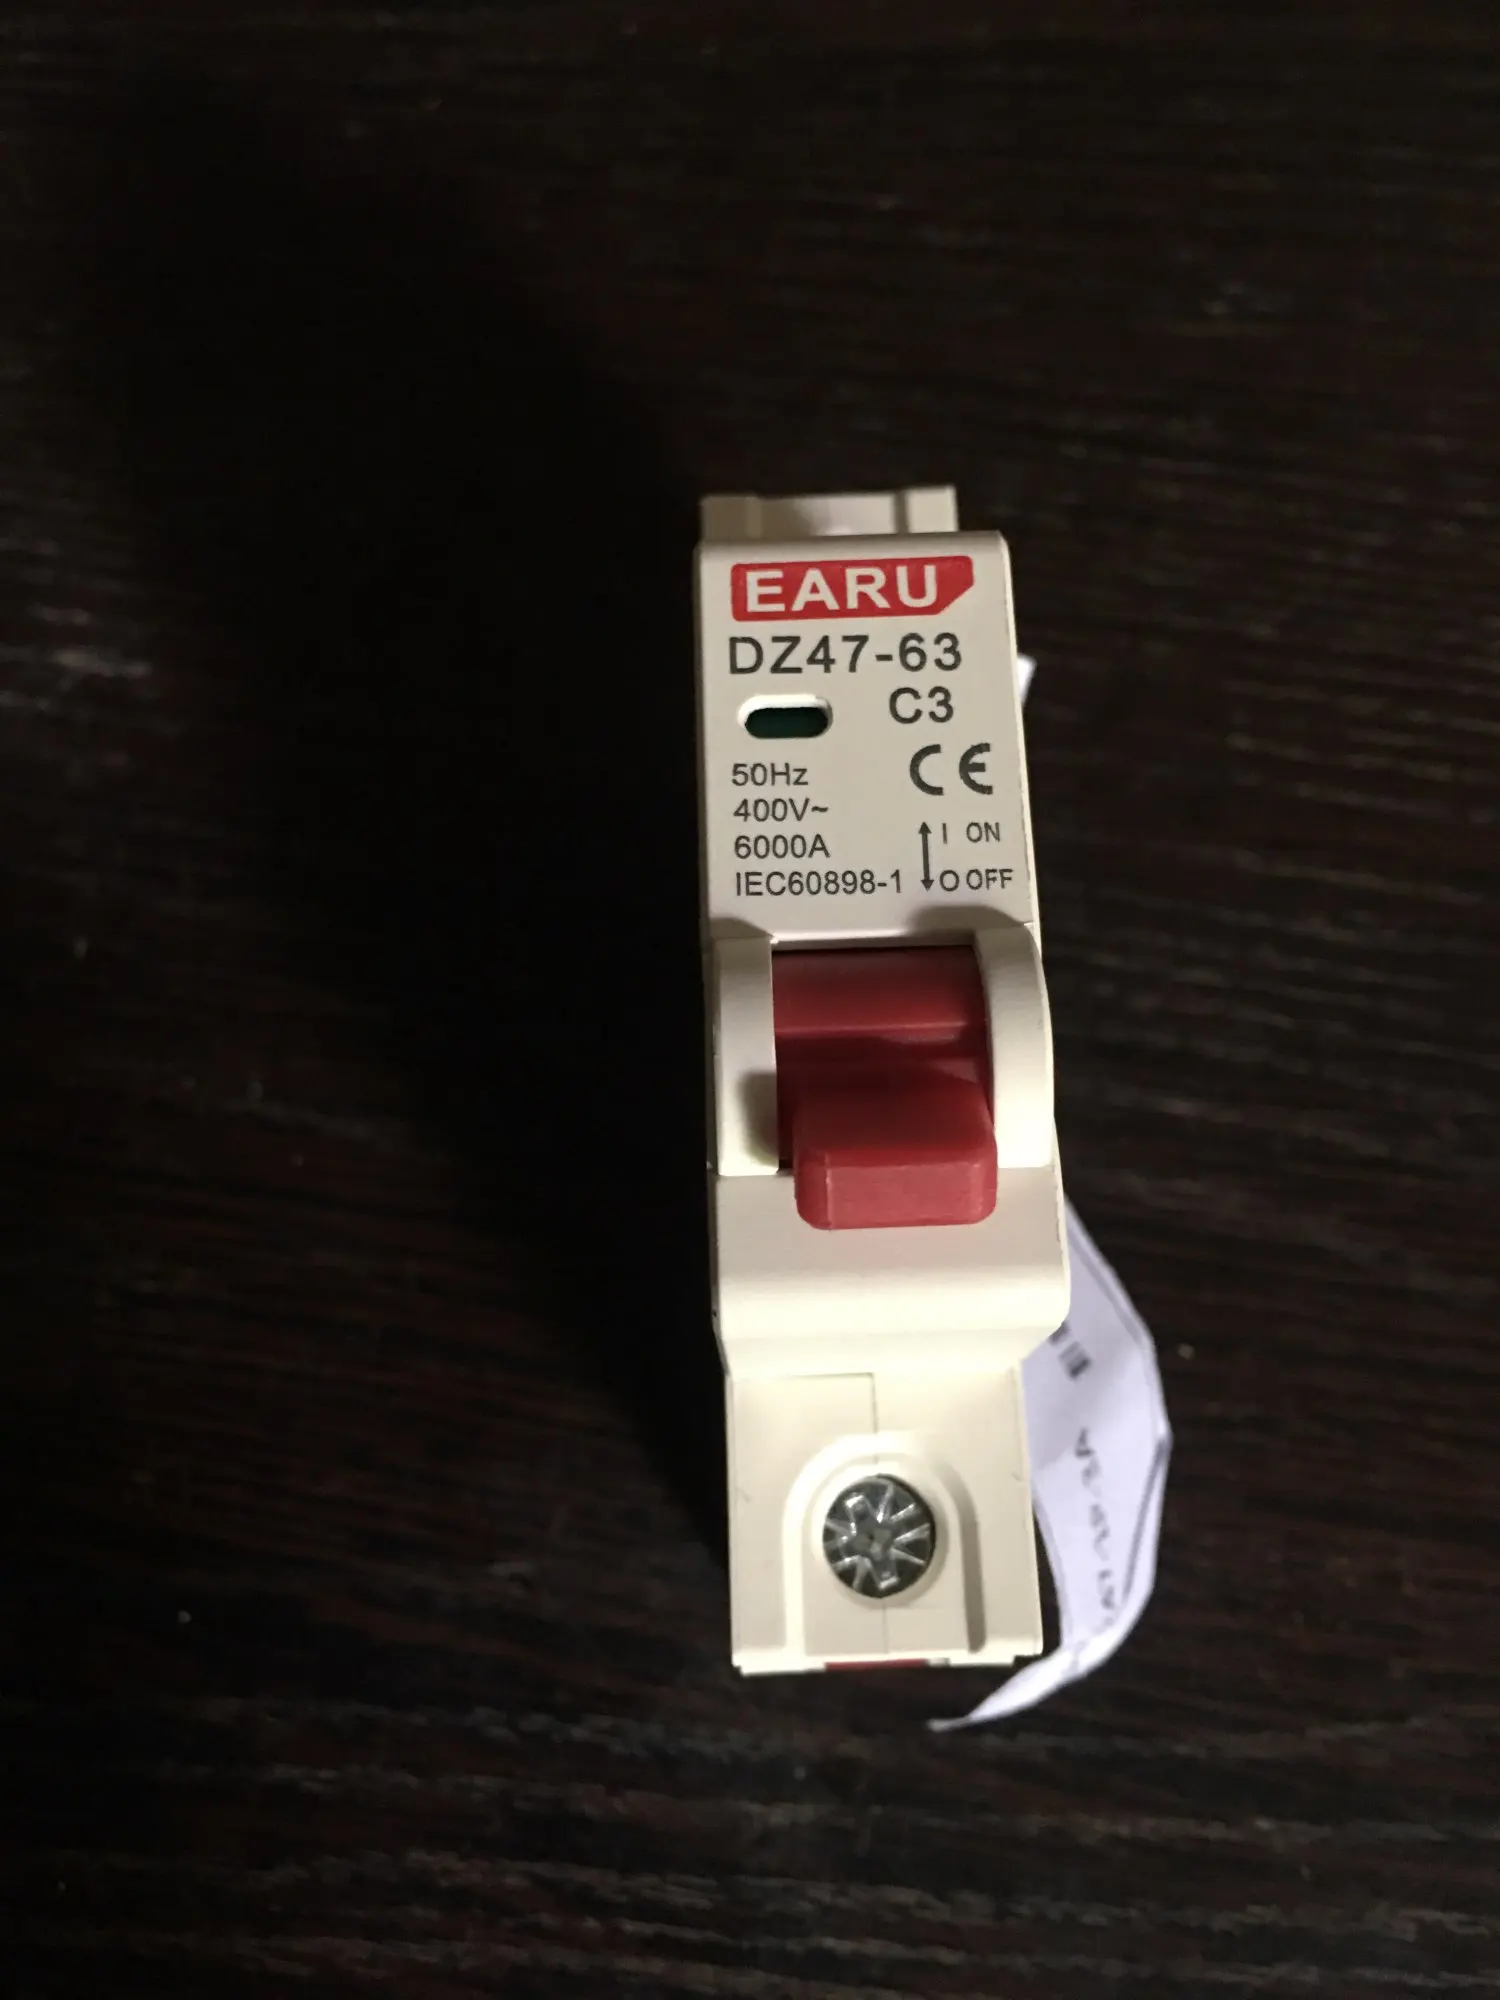 EARU
DZ47-63
C3
CE
50Hz
400V~
6000A
IEC60898-1
I ON
O OFF